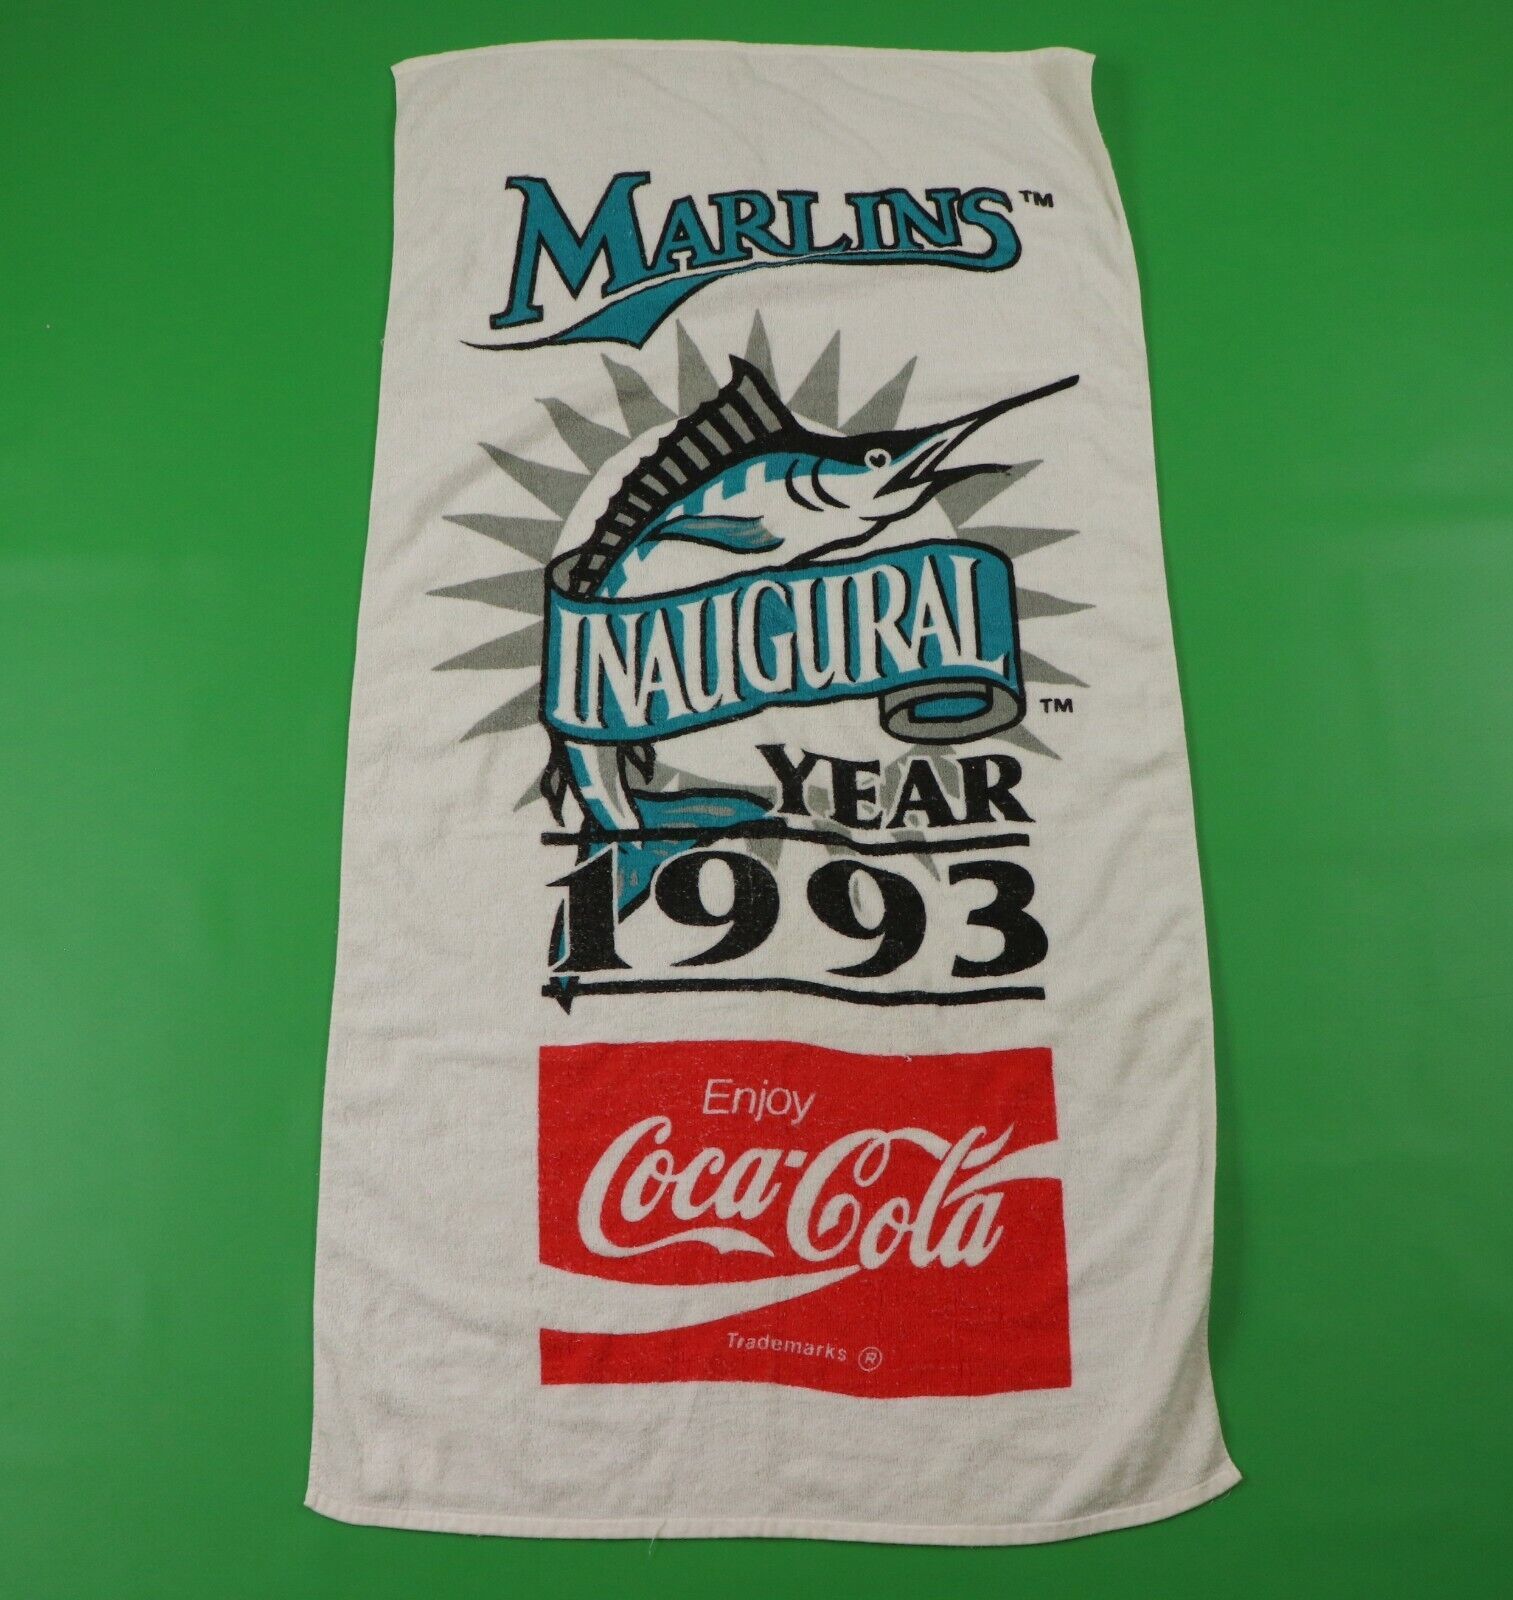 MARLINS™
INAUGURAL
TM
YEAR
1993
Enjoy
Coca-Cola
Trademarks ®